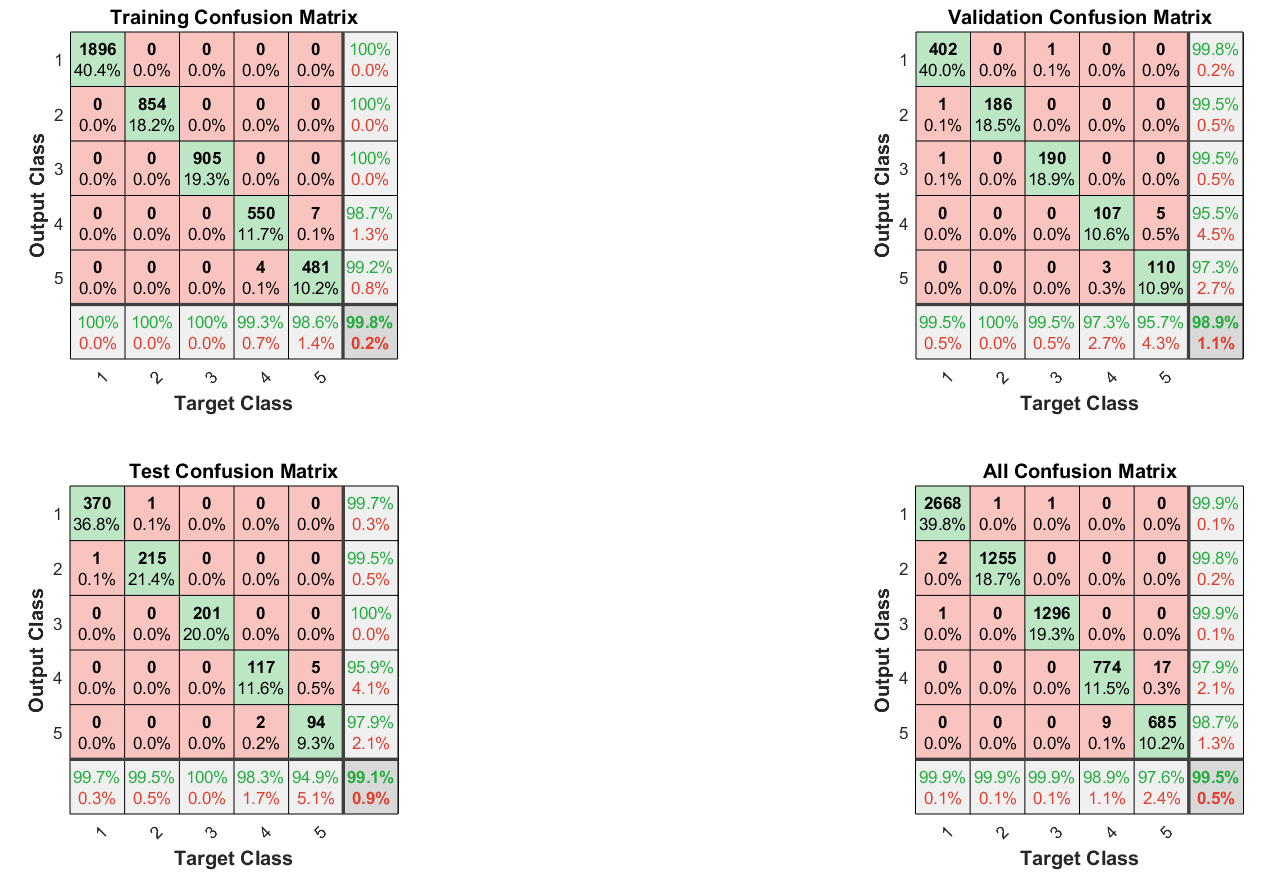 Training Confusion Matrix
Output Class
1 1896 0 0 0 0 100%
40.4% 0.0% 0.0% 0.0% 0.0% 0.0%
2 0 854 0 0 0 100%
0.0% 18.2% 0.0% 0.0% 0.0% 0.0%
3 0 0 905 0 0 100%
0.0% 0.0% 19.3% 0.0% 0.0% 0.0%
4 0 0 0 550 7 98.7%
0.0% 0.0% 0.0% 11.7% 0.1% 1.3%
5 0 0 0 4 481 99.2%
0.0% 0.0% 0.0% 0.1% 10.2% 0.8%
100% 100% 100% 99.3% 98.6% 99.8%
0.0% 0.0% 0.0% 0.7% 1.4% 0.2%
1 2 3 4 5
Target Class
Validation Confusion Matrix
Output Class
1 402 0 1 0 0 99.8%
40.0% 0.0% 0.1% 0.0% 0.0% 0.2%
2 1 186 0 0 0 99.5%
0.1% 18.5% 0.0% 0.0% 0.0% 0.5%
3 1 0 190 0 0 99.5%
0.1% 0.0% 18.9% 0.0% 0.0% 0.5%
4 0 0 0 107 5 95.5%
0.0% 0.0% 0.0% 10.6% 0.5% 4.5%
5 0 0 0 3 110 97.3%
0.0% 0.0% 0.0% 0.3% 10.9% 2.7%
99.5% 100% 99.5% 97.3% 95.7% 98.9%
0.5% 0.0% 0.5% 2.7% 4.3% 1.1%
1 2 3 4 5
Target Class
Test Confusion Matrix
Output Class
1 370 1 0 0 0 99.7%
36.8% 0.1% 0.0% 0.0% 0.0% 0.3%
2 1 215 0 0 0 99.5%
0.1% 21.4% 0.0% 0.0% 0.0% 0.5%
3 0 0 201 0 0 100%
0.0% 0.0% 20.0% 0.0% 0.0% 0.0%
4 0 0 0 117 5 95.9%
0.0% 0.0% 0.0% 11.6% 0.5% 4.1%
5 0 0 0 2 94 97.9%
0.0% 0.0% 0.0% 0.2% 9.3% 2.1%
99.7% 99.5% 100% 98.3% 94.9% 99.1%
0.3% 0.5% 0.0% 1.7% 5.1% 0.9%
1 2 3 4 5
Target Class
All Confusion Matrix
Output Class
1 2668 1 1 0 0 99.9%
39.8% 0.0% 0.0% 0.0% 0.0% 0.1%
2 2 1255 0 0 0 99.8%
0.0% 18.7% 0.0% 0.0% 0.0% 0.2%
3 1 0 1296 0 0 99.9%
0.0% 0.0% 19.3% 0.0% 0.0% 0.1%
4 0 0 0 774 17 97.9%
0.0% 0.0% 0.0% 11.5% 0.3% 2.1%
5 0 0 0 9 685 98.7%
0.0% 0.0% 0.0% 0.1% 10.2% 1.3%
99.9% 99.9% 99.9% 98.9% 97.6% 99.5%
0.1% 0.1% 0.1% 1.1% 2.4% 0.5%
1 2 3 4 5
Target Class